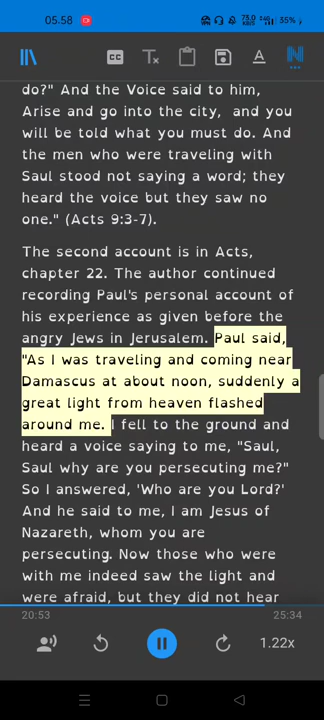 05.58
73.0
KB/S
35%
CC
T
A
N
do?" And the Voice said to him,
Arise and go into the city, and you
will be told what you must do. And
the men who were traveling with
Saul stood not saying a word; they
heard the voice but they saw no
one." (Acts 9:3-7).
The second account is in Acts,
chapter 22. The author continued
recording Paul's personal account of
his experience as given before the
angry Jews in Jerusalem. Paul said,
"As I was traveling and coming near
Damascus at about noon, suddenly a
great light from heaven flashed
around me. I fell to the ground and
heard a voice saying to me, "Saul,
Saul why are you persecuting me?"
So I answered, 'Who are you Lord?'
And he said to me, I am Jesus of
Nazareth, whom you are
persecuting. Now those who were
with me indeed saw the light and
were afraid, but they did not hear
20:53
25:34
1.22x